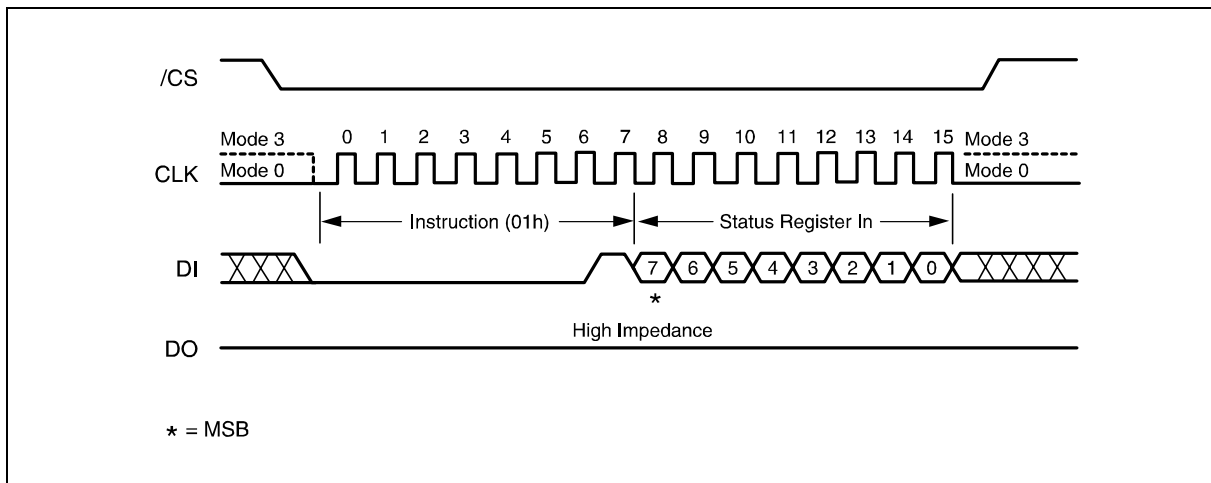 /CS
0 1 2 3 4 5 6 7 8 9 10 11 12 13 14 15
Mode 3 Mode 3
CLK Mode 0 Mode 0
Instruction (01h) Status Register In
DI 7 6 5 4 3 2 1 0
*
High Impedance
DO
* = MSB